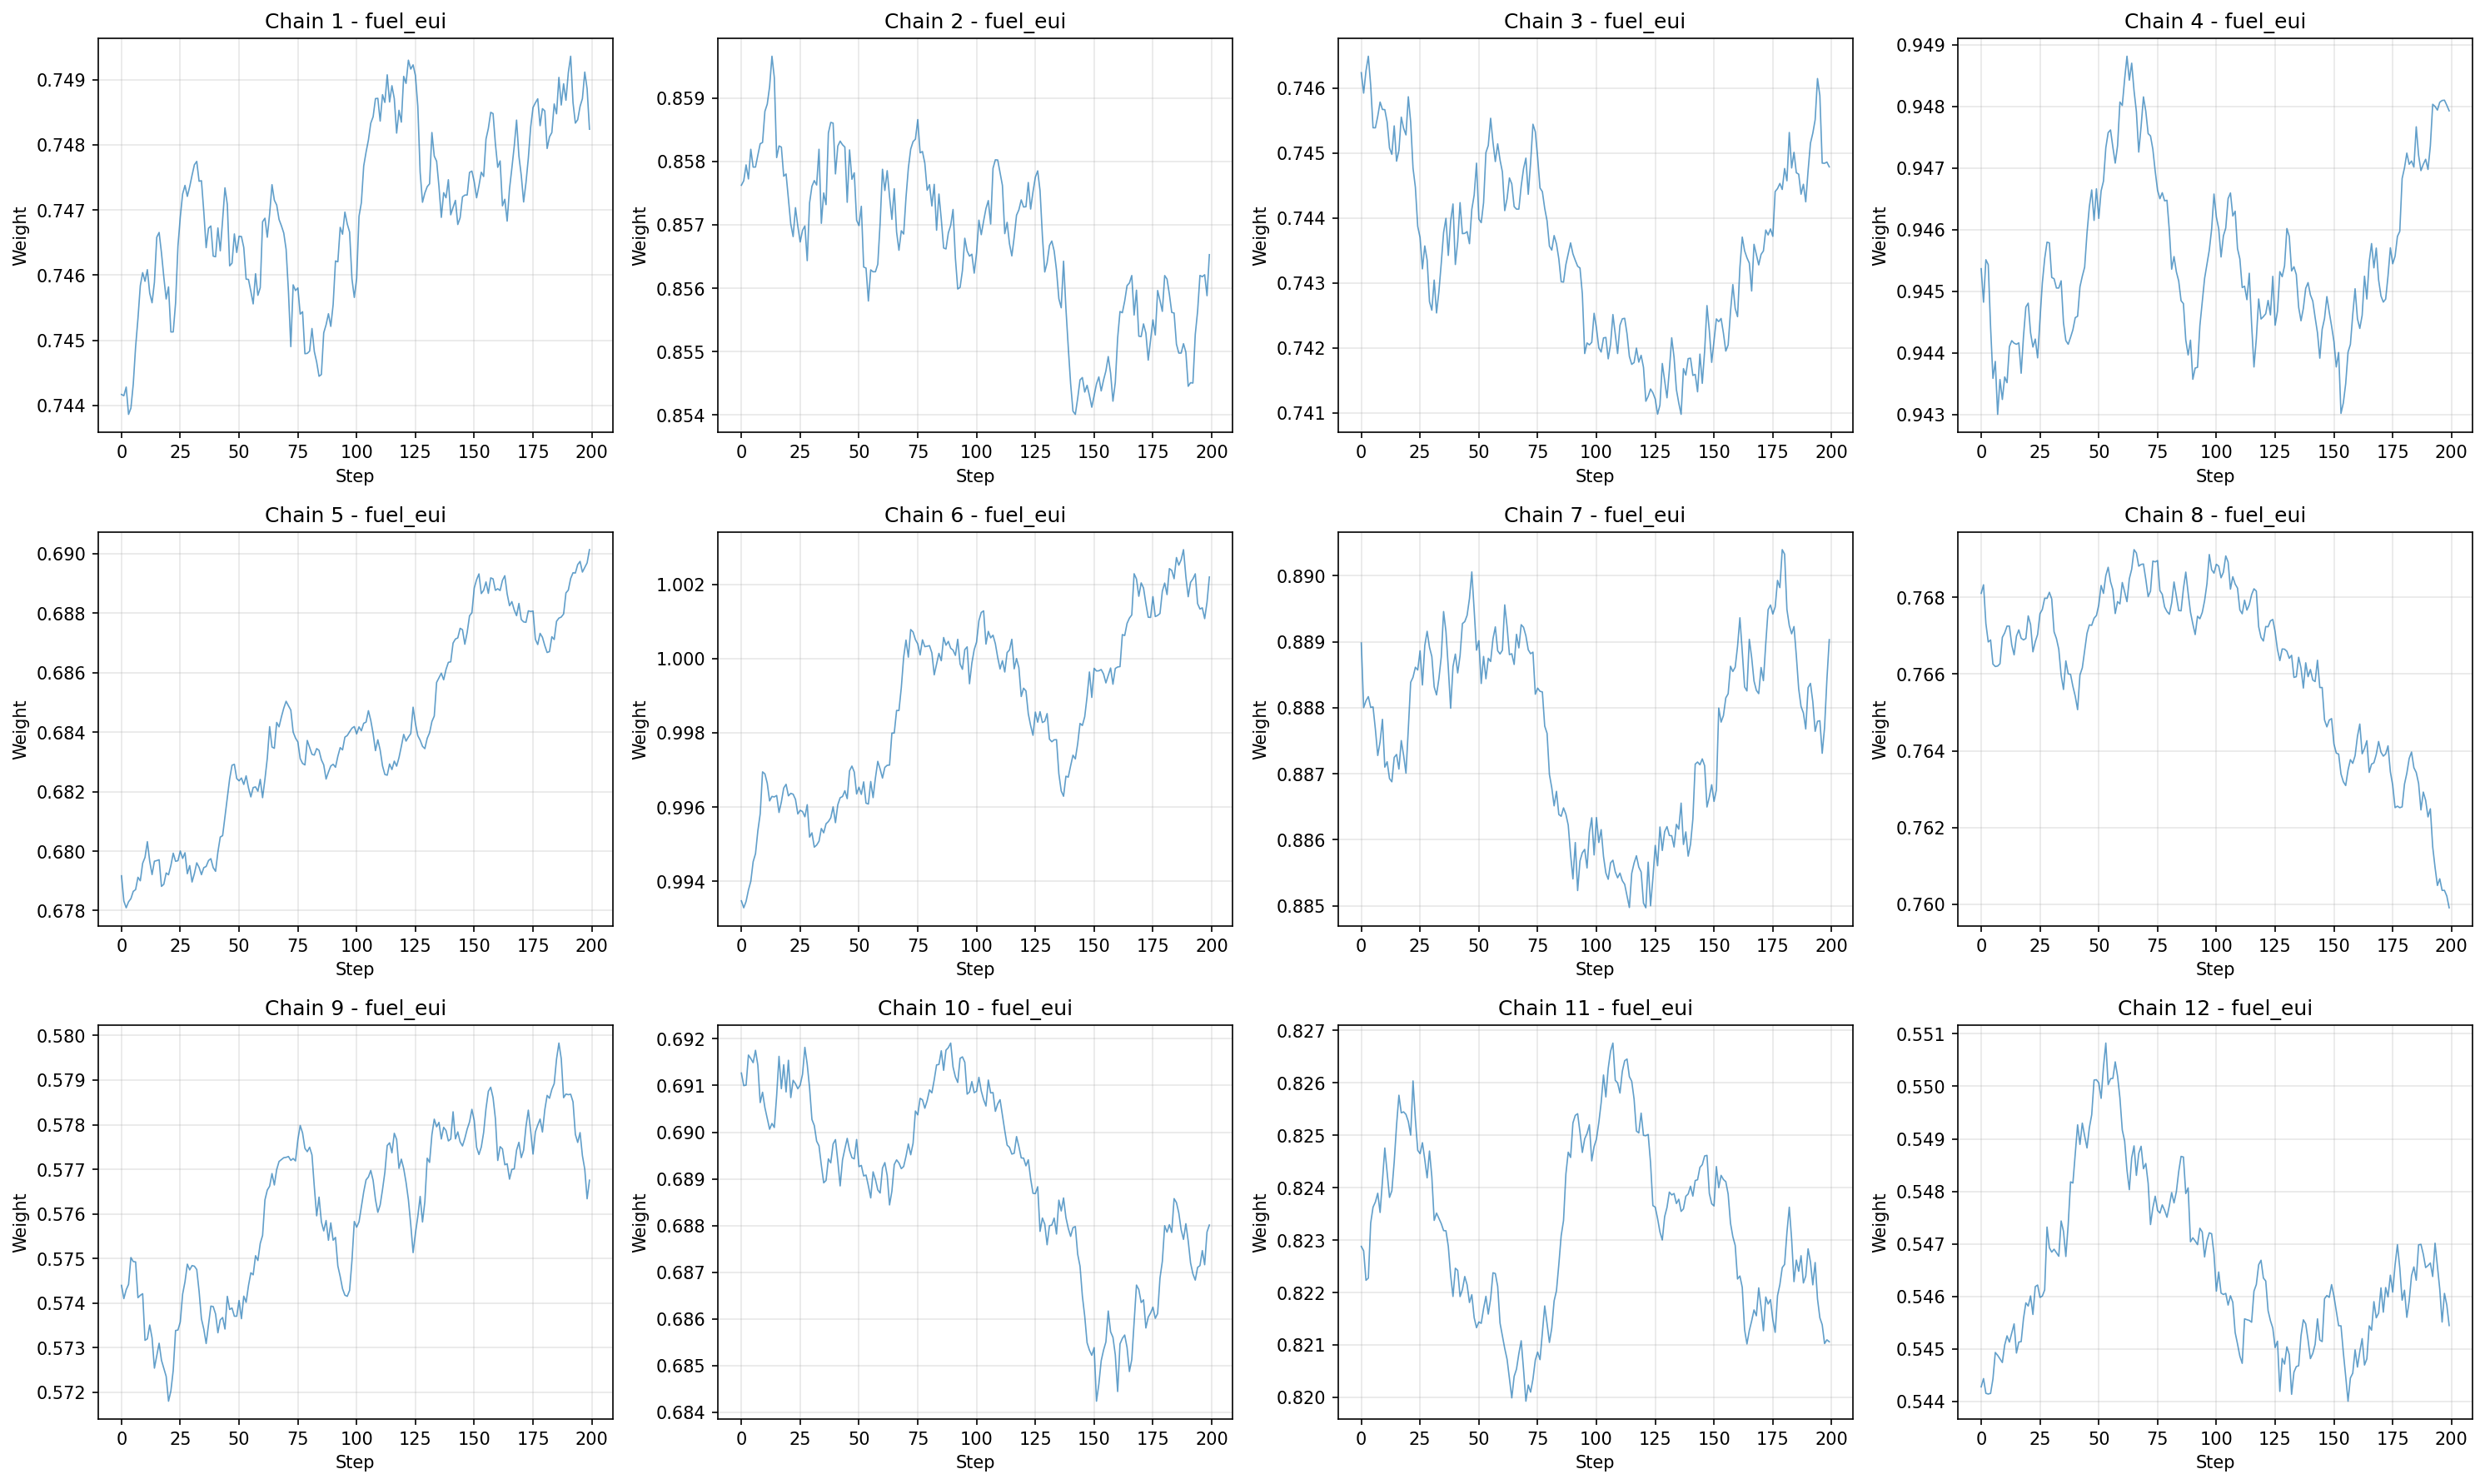 Chain 1 - fuel_eui
Weight
0.749
0.748
0.747
0.746
0.745
0.744
0 25 50 75 100 125 150 175 200
Step
Chain 2 - fuel_eui
Weight
0.859
0.858
0.857
0.856
0.855
0.854
0 25 50 75 100 125 150 175 200
Step
Chain 3 - fuel_eui
Weight
0.746
0.745
0.744
0.743
0.742
0.741
0 25 50 75 100 125 150 175 200
Step
Chain 4 - fuel_eui
Weight
0.949
0.948
0.947
0.946
0.945
0.944
0.943
0 25 50 75 100 125 150 175 200
Step
Chain 5 - fuel_eui
Weight
0.690
0.688
0.686
0.684
0.682
0.680
0.678
0 25 50 75 100 125 150 175 200
Step
Chain 6 - fuel_eui
Weight
1.002
1.000
0.998
0.996
0.994
0 25 50 75 100 125 150 175 200
Step
Chain 7 - fuel_eui
Weight
0.890
0.889
0.888
0.887
0.886
0.885
0 25 50 75 100 125 150 175 200
Step
Chain 8 - fuel_eui
Weight
0.768
0.766
0.764
0.762
0.760
0 25 50 75 100 125 150 175 200
Step
Chain 9 - fuel_eui
Weight
0.580
0.579
0.578
0.577
0.576
0.575
0.574
0.573
0.572
0 25 50 75 100 125 150 175 200
Step
Chain 10 - fuel_eui
Weight
0.692
0.691
0.690
0.689
0.688
0.687
0.686
0.685
0.684
0 25 50 75 100 125 150 175 200
Step
Chain 11 - fuel_eui
Weight
0.827
0.826
0.825
0.824
0.823
0.822
0.821
0.820
0 25 50 75 100 125 150 175 200
Step
Chain 12 - fuel_eui
Weight
0.551
0.550
0.549
0.548
0.547
0.546
0.545
0.544
0 25 50 75 100 125 150 175 200
Step